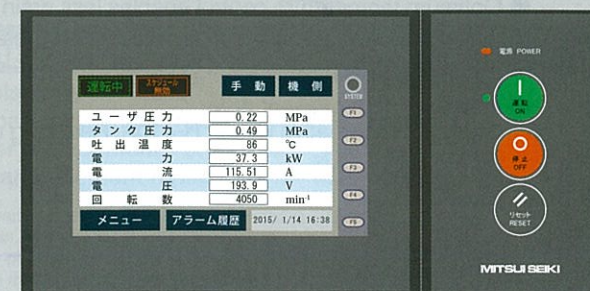 運転中 スケジュール 無効 手動 機側 SYSTEM
ユーザ圧力 0.22 MPa
タンク圧力 0.49 MPa
吐出温度 86 ℃
電力 37.3 kW
電流 115.51 A
電圧 193.9 V
回転数 4050 min⁻¹
メニュー アラーム履歴 2015/ 1/14 16:38
F1
F2
F3
F4
F5
電源 POWER
運転
ON
停止
OFF
リセット
RESET
MITSUI SEIKI